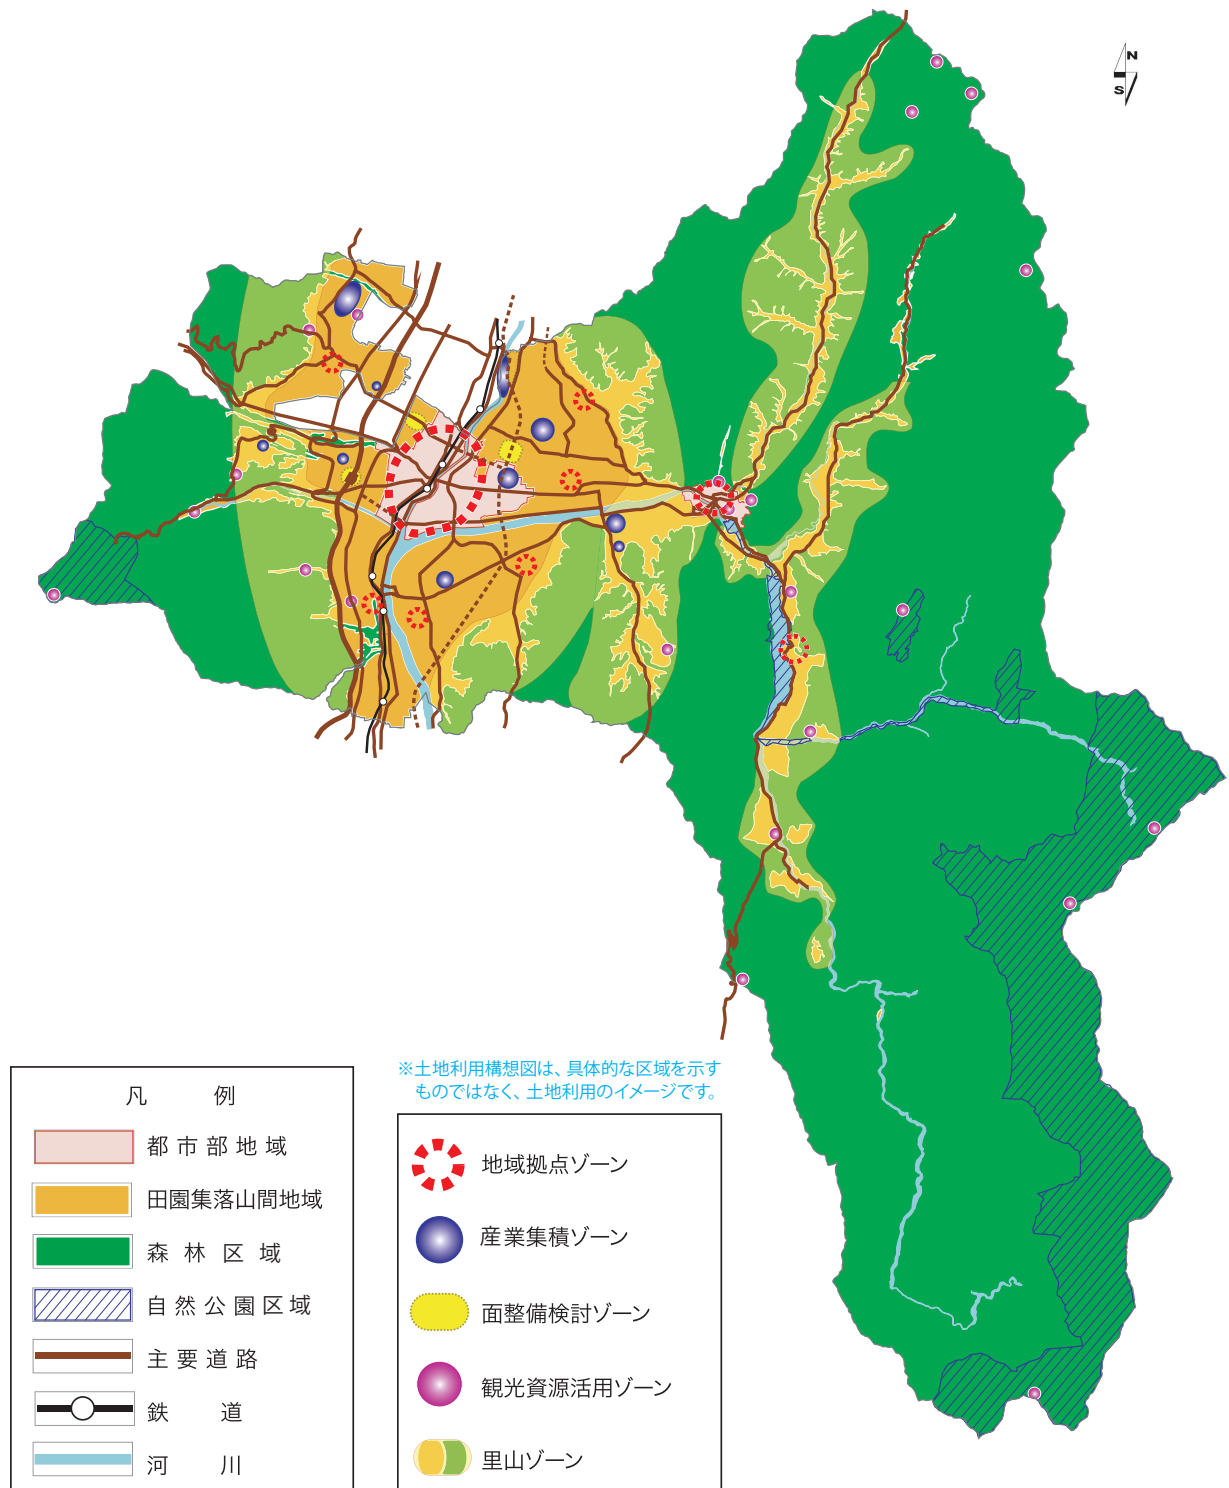 N
S
※土地利用構想図は、具体的な区域を示す
ものではなく、土地利用のイメージです。
凡　例
都市部地域
田園集落山間地域
森林区域
自然公園区域
主要道路
鉄道
河川
地域拠点ゾーン
産業集積ゾーン
面整備検討ゾーン
観光資源活用ゾーン
里山ゾーン